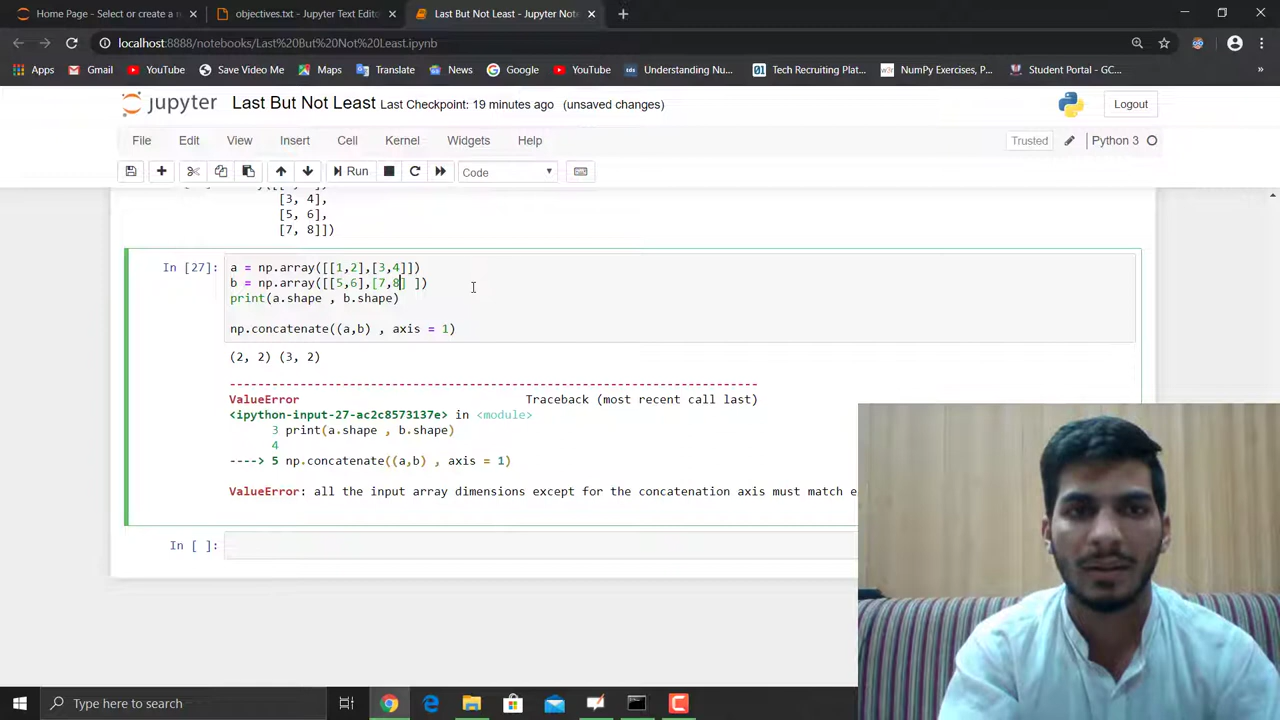 Home Page - Select or create a n
objectives.txt - Jupyter Text Edito
Last But Not Least - Jupyter Note
localhost:8888/notebooks/Last%20But%20Not%20Least.ipynb
Apps
Gmail
YouTube
Save Video Me
Maps
Translate
News
Google
YouTube
tds
Understanding Nu...
01
Tech Recruiting Plat...
w3r
NumPy Exercises, P...
Student Portal - GC...
jupyter
Last But Not Least
Last Checkpoint: 19 minutes ago
(unsaved changes)
Logout
File
Edit
View
Insert
Cell
Kernel
Widgets
Help
Trusted
Python 3
Run
Code
[3, 4],
[5, 6],
[7, 8]])
In [27]:
a = np.array([[1,2],[3,4]])
b = np.array([[5,6],[7,8] ])
print(a.shape , b.shape)
np.concatenate((a,b) , axis = 1)
(2, 2) (3, 2)
---------------------------------------------------------------------------
ValueError                                Traceback (most recent call last)
<ipython-input-27-ac2c8573137e> in <module>
3 print(a.shape , b.shape)
4
----> 5 np.concatenate((a,b) , axis = 1)
ValueError: all the input array dimensions except for the concatenation axis must match e
In [ ]:
Type here to search